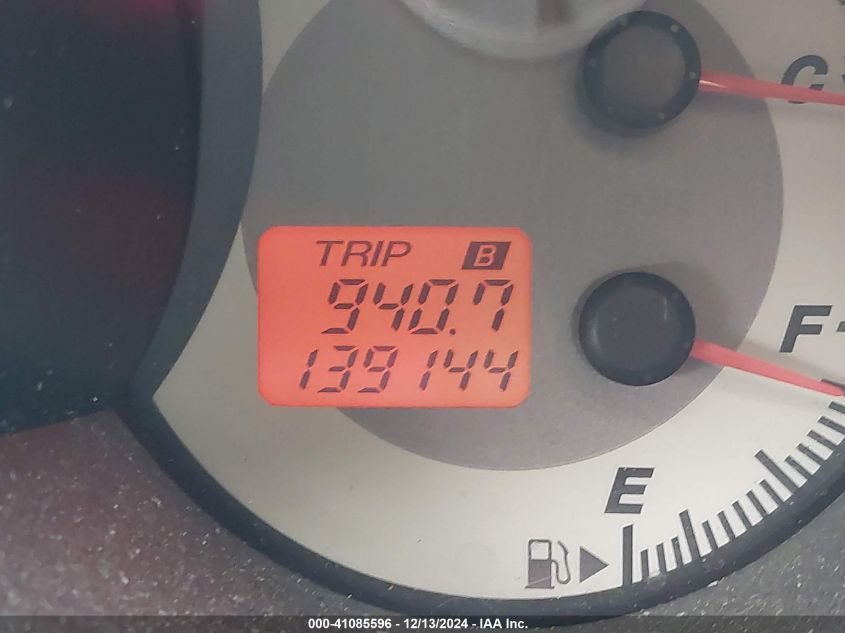 C
TRIP B
940.7
139144
F
E
000-41085596 - 12/13/2024 - IAA Inc.